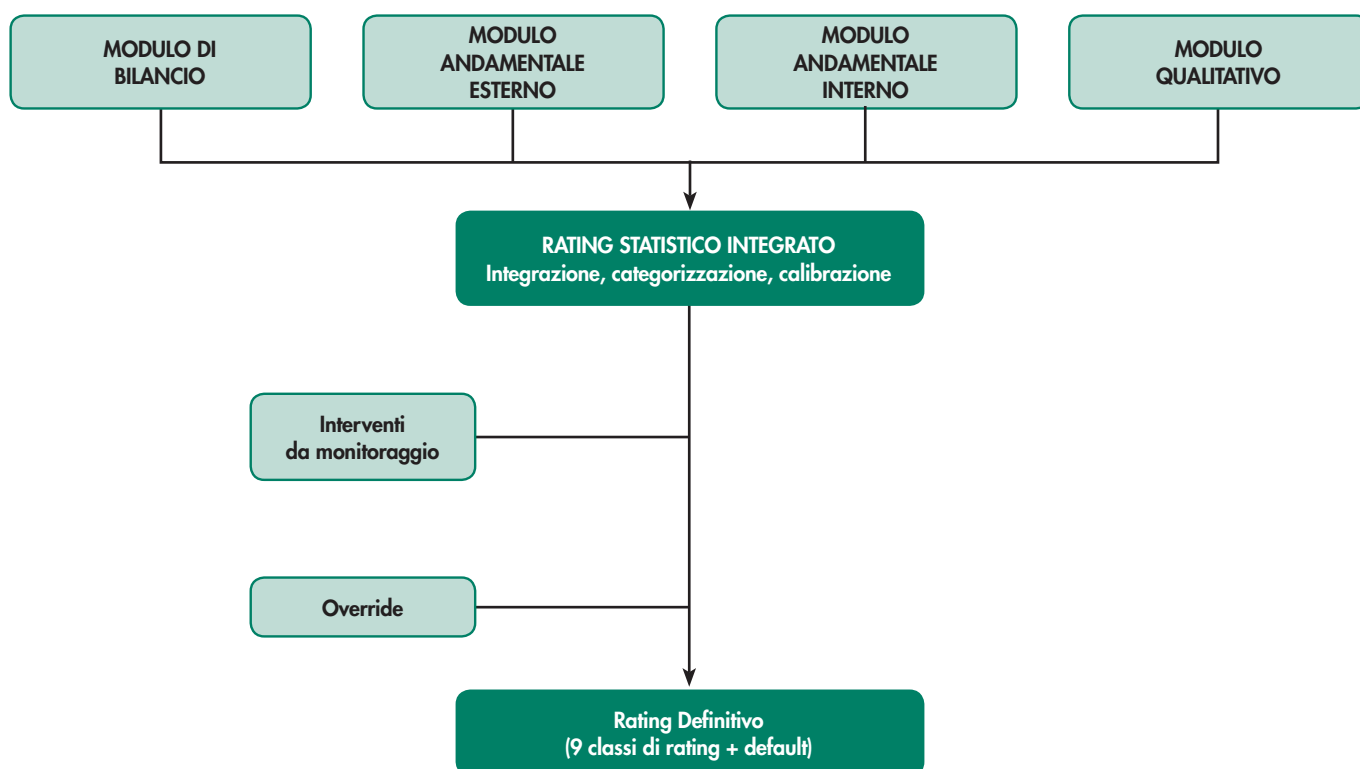 MODULO DI
BILANCIO
MODULO
ANDAMENTALE
ESTERNO
MODULO
ANDAMENTALE
INTERNO
MODULO
QUALITATIVO
RATING STATISTICO INTEGRATO
Integrazione, categorizzazione, calibrazione
Interventi
da monitoraggio
Override
Rating Definitivo
(9 classi di rating + default)